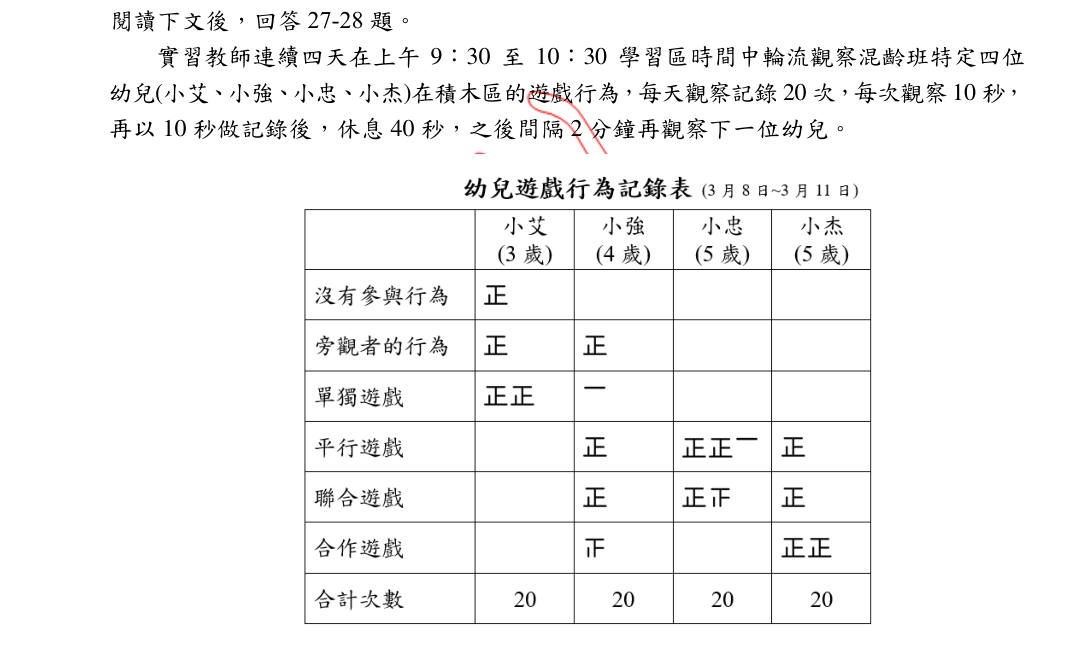 閱讀下文後，回答 27-28 題。
實習教師連續四天在上午 9：30 至 10：30 學習區時間中輪流觀察混齡班特定四位
幼兒(小艾、小強、小忠、小杰)在積木區的遊戲行為，每天觀察記錄 20 次，每次觀察 10 秒，
再以 10 秒做記錄後，休息 40 秒，之後間隔 2 分鐘再觀察下一位幼兒。
幼兒遊戲行為記錄表 (3 月 8 日~3 月 11 日)
小艾 小強 小忠 小杰
(3 歲) (4 歲) (5 歲) (5 歲)
沒有參與行為 正
旁觀者的行為 正 正
單獨遊戲 正正 一
平行遊戲 正 正正一 正
聯合遊戲 正 正𤴓 正
合作遊戲 𤴓 正正
合計次數 20 20 20 20